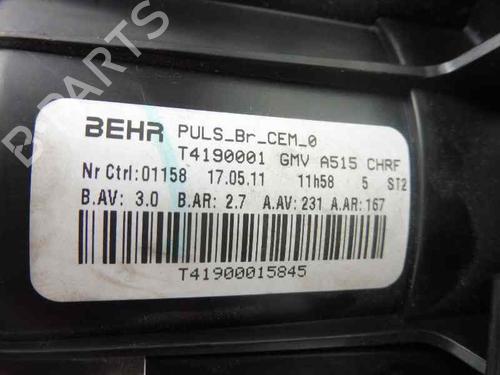 B PARTS
BEHR PULS_Br_CEM_0
T4190001 GMV A515 CHRF
Nr Ctrl:01158 17.05.11 11h58 5 ST2
B.AV: 3.0 B.AR: 2.7 A.AV: 231 A.AR:167
T41900015845